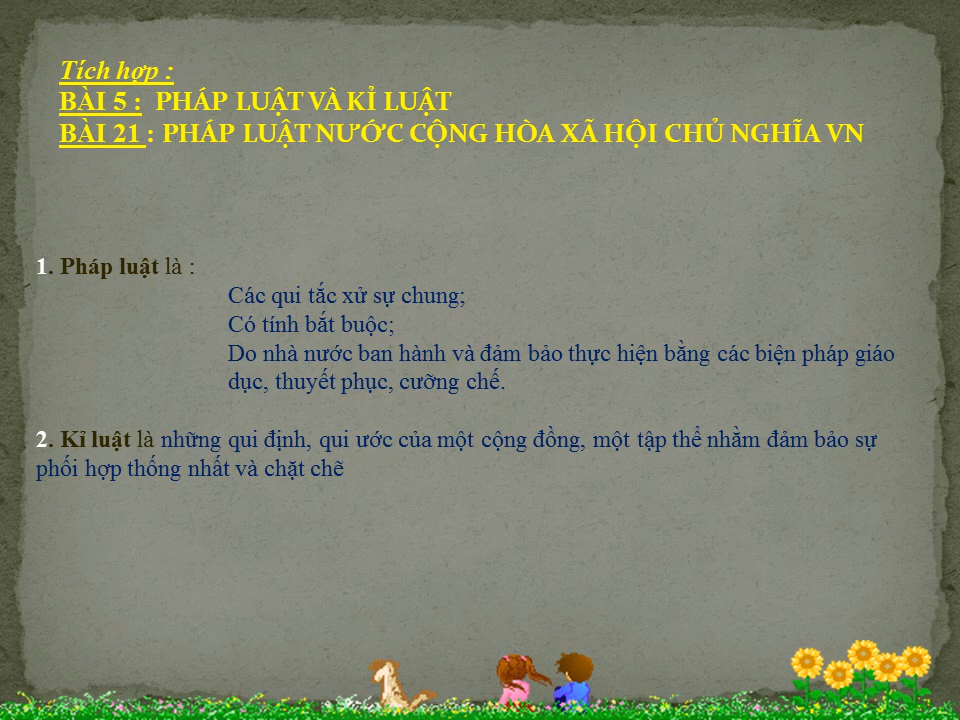 Tích hợp :
BÀI 5 : PHÁP LUẬT VÀ KỈ LUẬT
BÀI 21 : PHÁP LUẬT NƯỚC CỘNG HÒA XÃ HỘI CHỦ NGHĨA VN
1. Pháp luật là :
Các qui tắc xử sự chung;
Có tính bắt buộc;
Do nhà nước ban hành và đảm bảo thực hiện bằng các biện pháp giáo
dục, thuyết phục, cưỡng chế.
2. Kỉ luật là những qui định, qui ước của một cộng đồng, một tập thể nhằm đảm bảo sự
phối hợp thống nhất và chặt chẽ